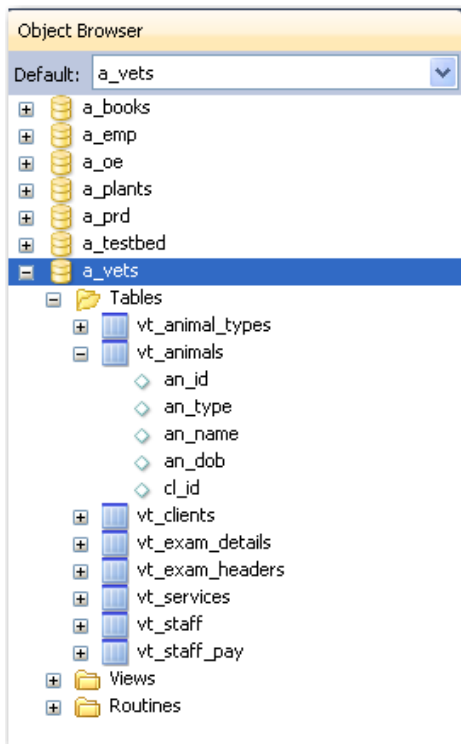 Object Browser
Default: a_vets
a_books
a_emp
a_oe
a_plants
a_prd
a_testbed
a_vets
Tables
vt_animal_types
vt_animals
an_id
an_type
an_name
an_dob
cl_id
vt_clients
vt_exam_details
vt_exam_headers
vt_services
vt_staff
vt_staff_pay
Views
Routines